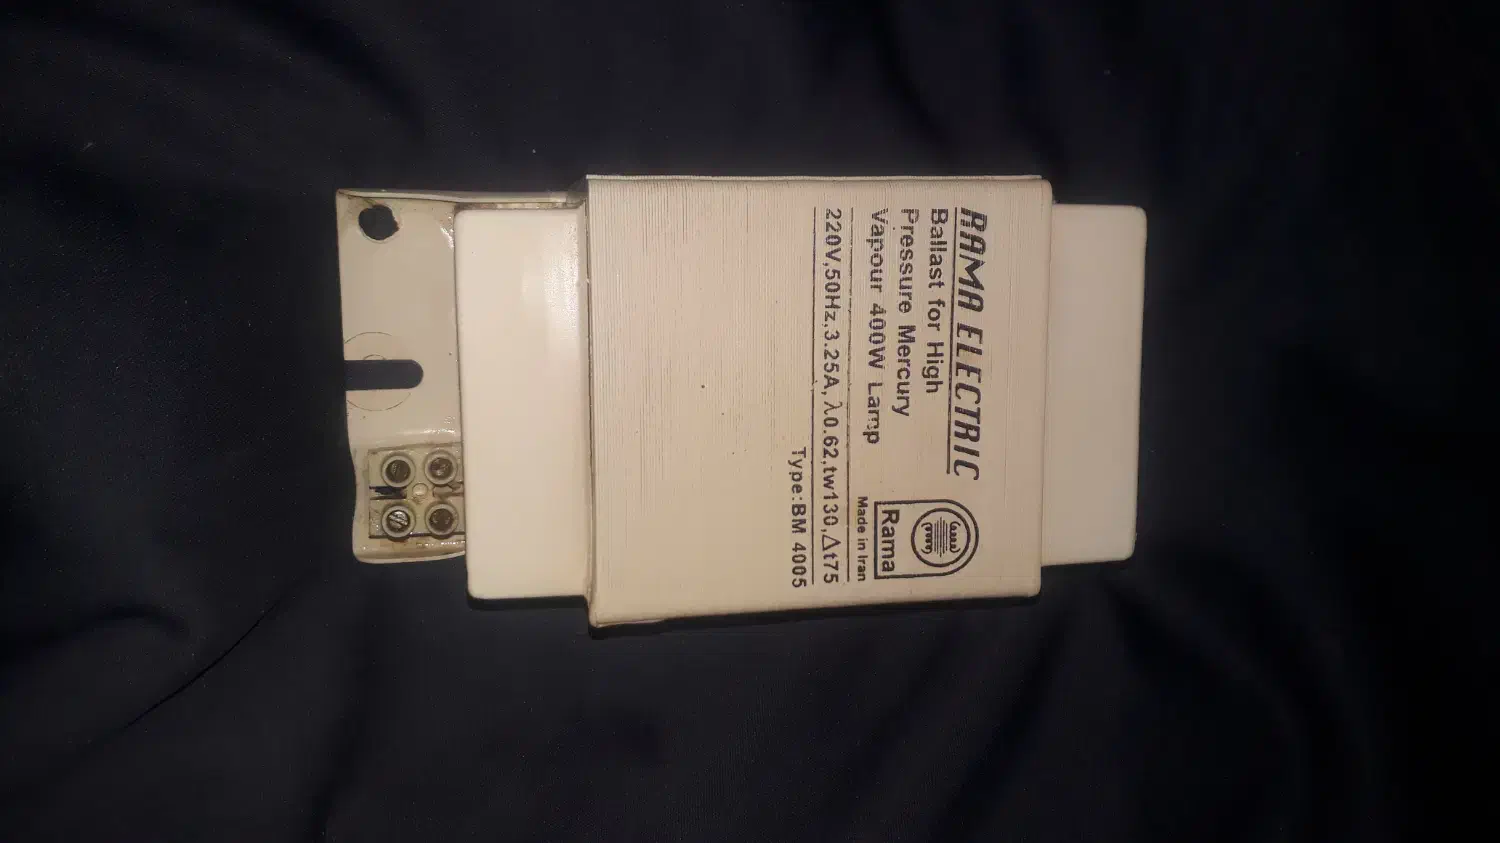 RAMA ELECTRIC
Ballast for High
Pressure Mercury
Vapour 400W Lamp
Rama
Made in Iran
220V,50Hz,3.25A,λ0.62,tw130,Δt75
Type:BM 4005